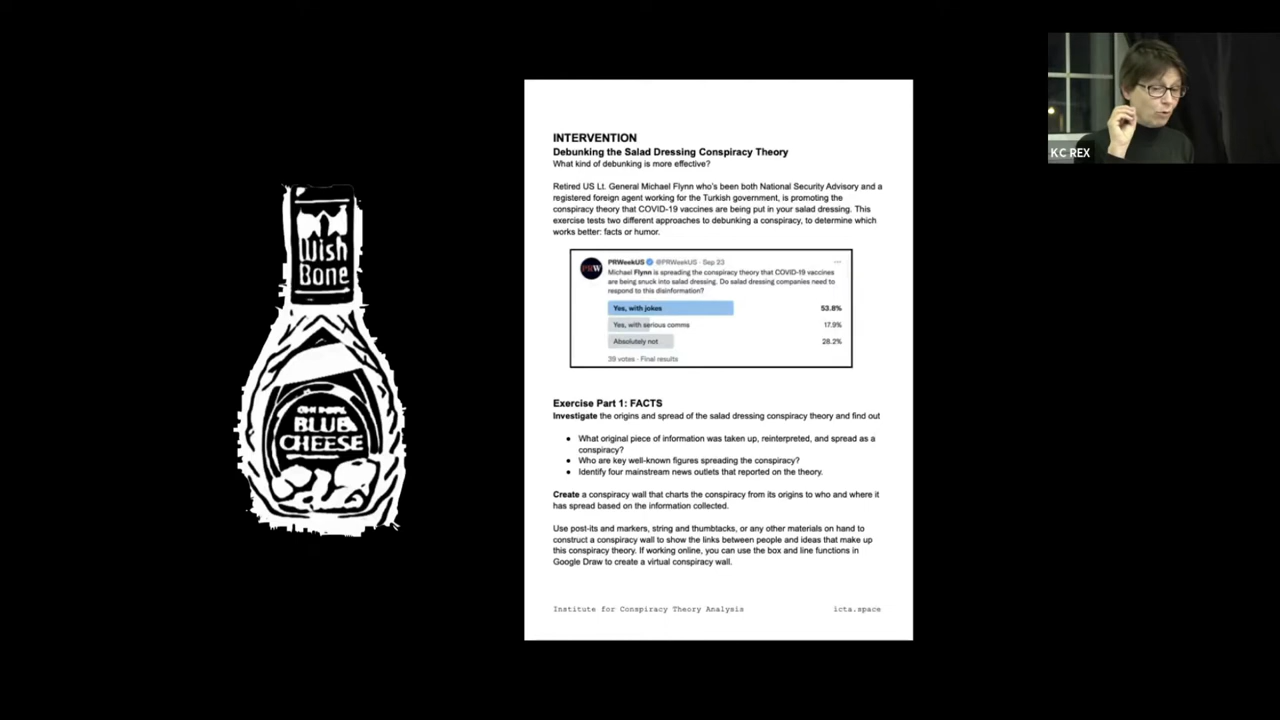 Wish
Bone
BLUE
CHEESE
INTERVENTION
Debunking the Salad Dressing Conspiracy Theory
What kind of debunking is more effective?
Retired US Lt. General Michael Flynn who's been both National Security Advisory and a
registered foreign agent working for the Turkish government, is promoting the
conspiracy theory that COVID-19 vaccines are being put in your salad dressing. This
exercise tests two different approaches to debunking a conspiracy, to determine which
works better: facts or humor.
PRW
PRWeekUS @PRWeekUS · Sep 23
Michael Flynn is spreading the conspiracy theory that COVID-19 vaccines
are being snuck into salad dressing. Do salad dressing companies need to
respond to this disinformation?
Yes, with jokes 53.8%
Yes, with serious comms 17.9%
Absolutely not 28.2%
39 votes · Final results
Exercise Part 1: FACTS
Investigate the origins and spread of the salad dressing conspiracy theory and find out
● What original piece of information was taken up, reinterpreted, and spread as a
conspiracy?
● Who are key well-known figures spreading the conspiracy?
● Identify four mainstream news outlets that reported on the theory.
Create a conspiracy wall that charts the conspiracy from its origins to who and where it
has spread based on the information collected.
Use post-its and markers, string and thumbtacks, or any other materials on hand to
construct a conspiracy wall to show the links between people and ideas that make up
this conspiracy theory. If working online, you can use the box and line functions in
Google Draw to create a virtual conspiracy wall.
Institute for Conspiracy Theory Analysis icta.space
KC REX